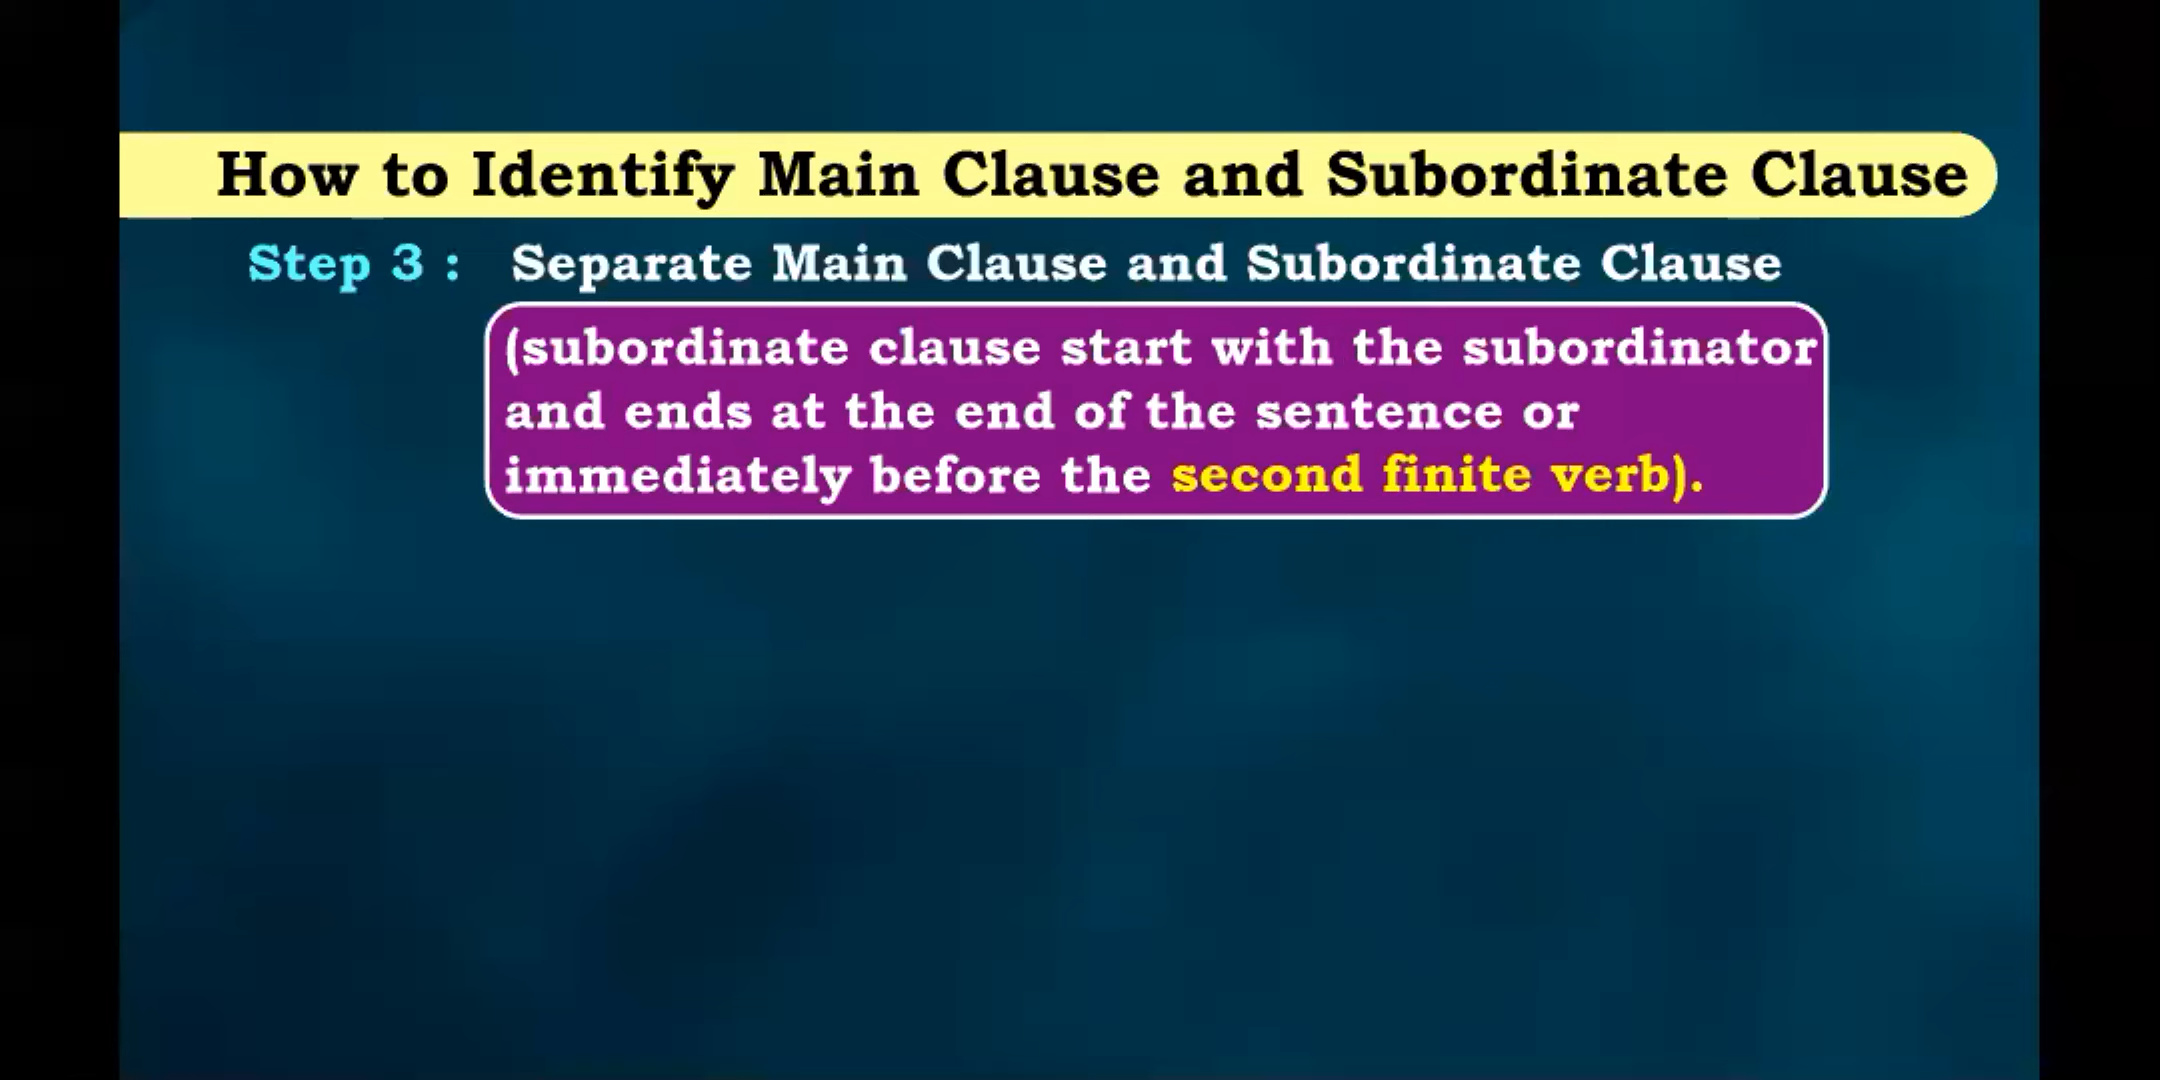 How to Identify Main Clause and Subordinate Clause
Step 3 : Separate Main Clause and Subordinate Clause
(subordinate clause start with the subordinator
and ends at the end of the sentence or
immediately before the second finite verb).